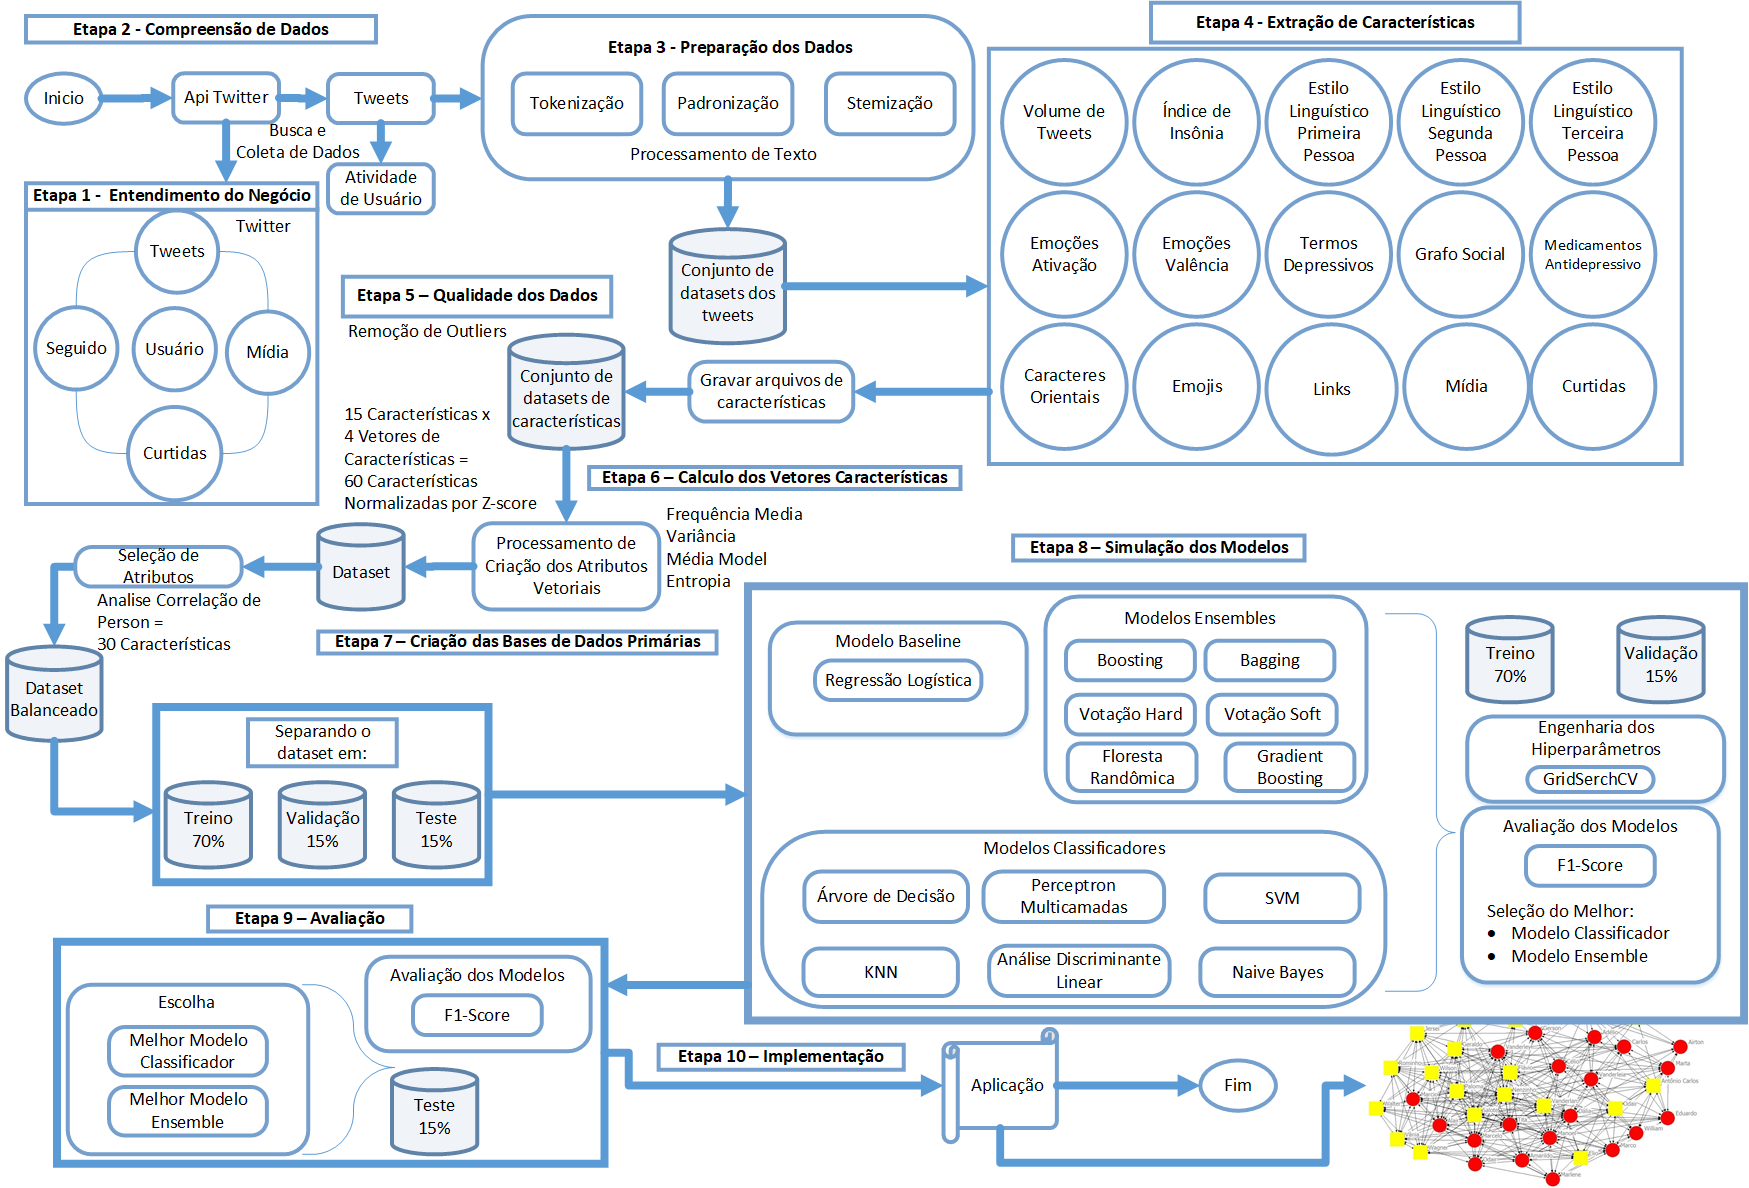 Etapa 2 - Compreensão de Dados
Inicio
Api Twitter
Tweets
Busca e
Coleta de Dados
Atividade
de Usuário
Etapa 1 -  Entendimento do Negócio
Twitter
Tweets
Seguido
Usuário
Mídia
Curtidas
Etapa 3 - Preparação dos Dados
Tokenização
Padronização
Stemização
Processamento de Texto
Conjunto de
datasets dos
tweets
Etapa 4 - Extração de Características
Volume de
Tweets
Índice de
Insônia
Estilo
Linguístico
Primeira
Pessoa
Estilo
Linguístico
Segunda
Pessoa
Estilo
Linguístico
Terceira
Pessoa
Emoções
Ativação
Emoções
Valência
Termos
Depressivos
Grafo Social
Medicamentos
Antidepressivo
Caracteres
Orientais
Emojis
Links
Mídia
Curtidas
Gravar arquivos de
características
Etapa 5 – Qualidade dos Dados
Remoção de Outliers
Conjunto de
datasets de
características
15 Características x
4 Vetores de
Características =
60 Características
Normalizadas por Z-score
Etapa 6 – Calculo dos Vetores Características
Frequência Media
Variância
Média Model
Entropia
Processamento de
Criação dos Atributos
Vetoriais
Dataset
Seleção de
Atributos
Analise Correlação de
Person =
30 Características
Dataset
Balanceado
Etapa 7 – Criação das Bases de Dados Primárias
Separando o
dataset em:
Treino
70%
Validação
15%
Teste
15%
Etapa 8 – Simulação dos Modelos
Modelo Baseline
Regressão Logística
Modelos Ensembles
Boosting
Bagging
Votação Hard
Votação Soft
Floresta
Randômica
Gradient
Boosting
Modelos Classificadores
Árvore de Decisão
Perceptron
Multicamadas
SVM
KNN
Análise Discriminante
Linear
Naive Bayes
Treino
70%
Validação
15%
Engenharia dos
Hiperparâmetros
GridSerchCV
Avaliação dos Modelos
F1-Score
Seleção do Melhor:
• Modelo Classificador
• Modelo Ensemble
Etapa 9 – Avaliação
Escolha
Melhor Modelo
Classificador
Melhor Modelo
Ensemble
Avaliação dos Modelos
F1-Score
Teste
15%
Etapa 10 – Implementação
Aplicação
Fim
Carlos
Airton
Marta
Antônio Carlos
Eduardo
William
Marco
Marlene
Marcelo